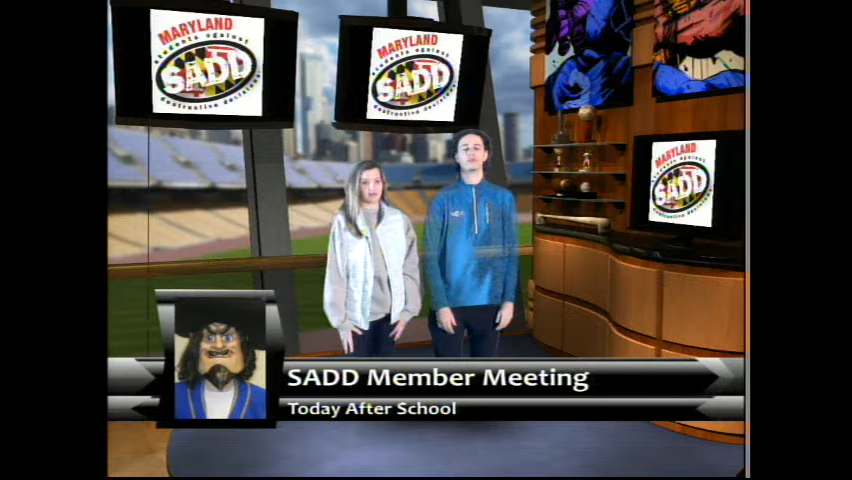 MARYLAND
students against
SADD
destructive decisions
MARYLAND
students against
SADD
destructive decisions
MARYLAND
students against
SADD
destructive decisions
SADD Member Meeting
Today After School